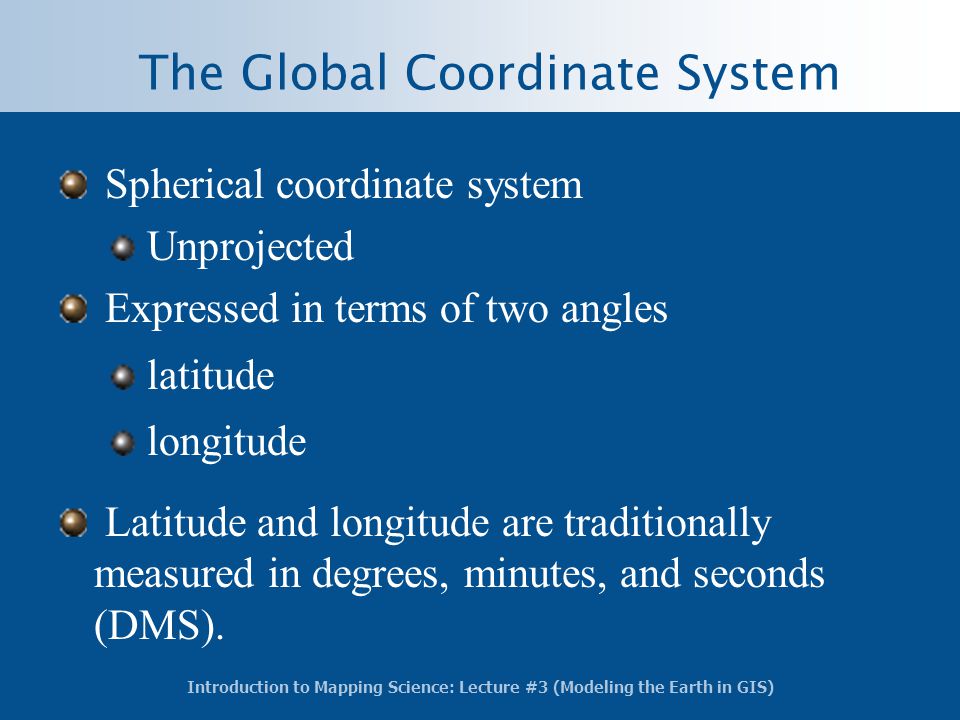 The Global Coordinate System
Spherical coordinate system
Unprojected
Expressed in terms of two angles
latitude
longitude
Latitude and longitude are traditionally
measured in degrees, minutes, and seconds
(DMS).
Introduction to Mapping Science: Lecture #3 (Modeling the Earth in GIS)